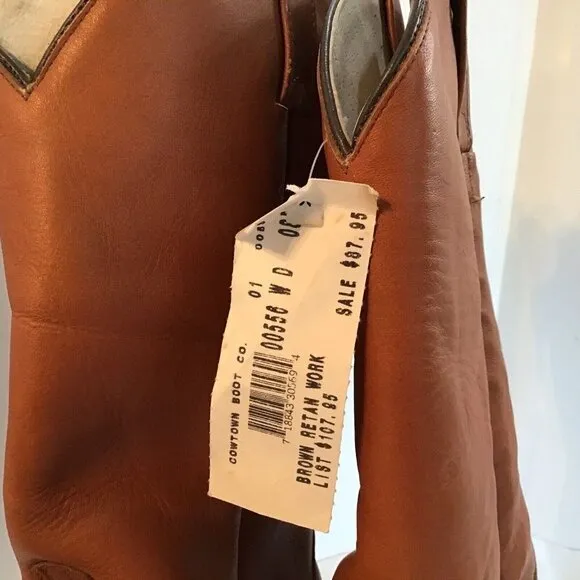 COWTOWN BOOT CO. 01
7 18843 30569 4
00556 W D
BROWN RETAN WORK
LIST $107.95 SALE $87.95